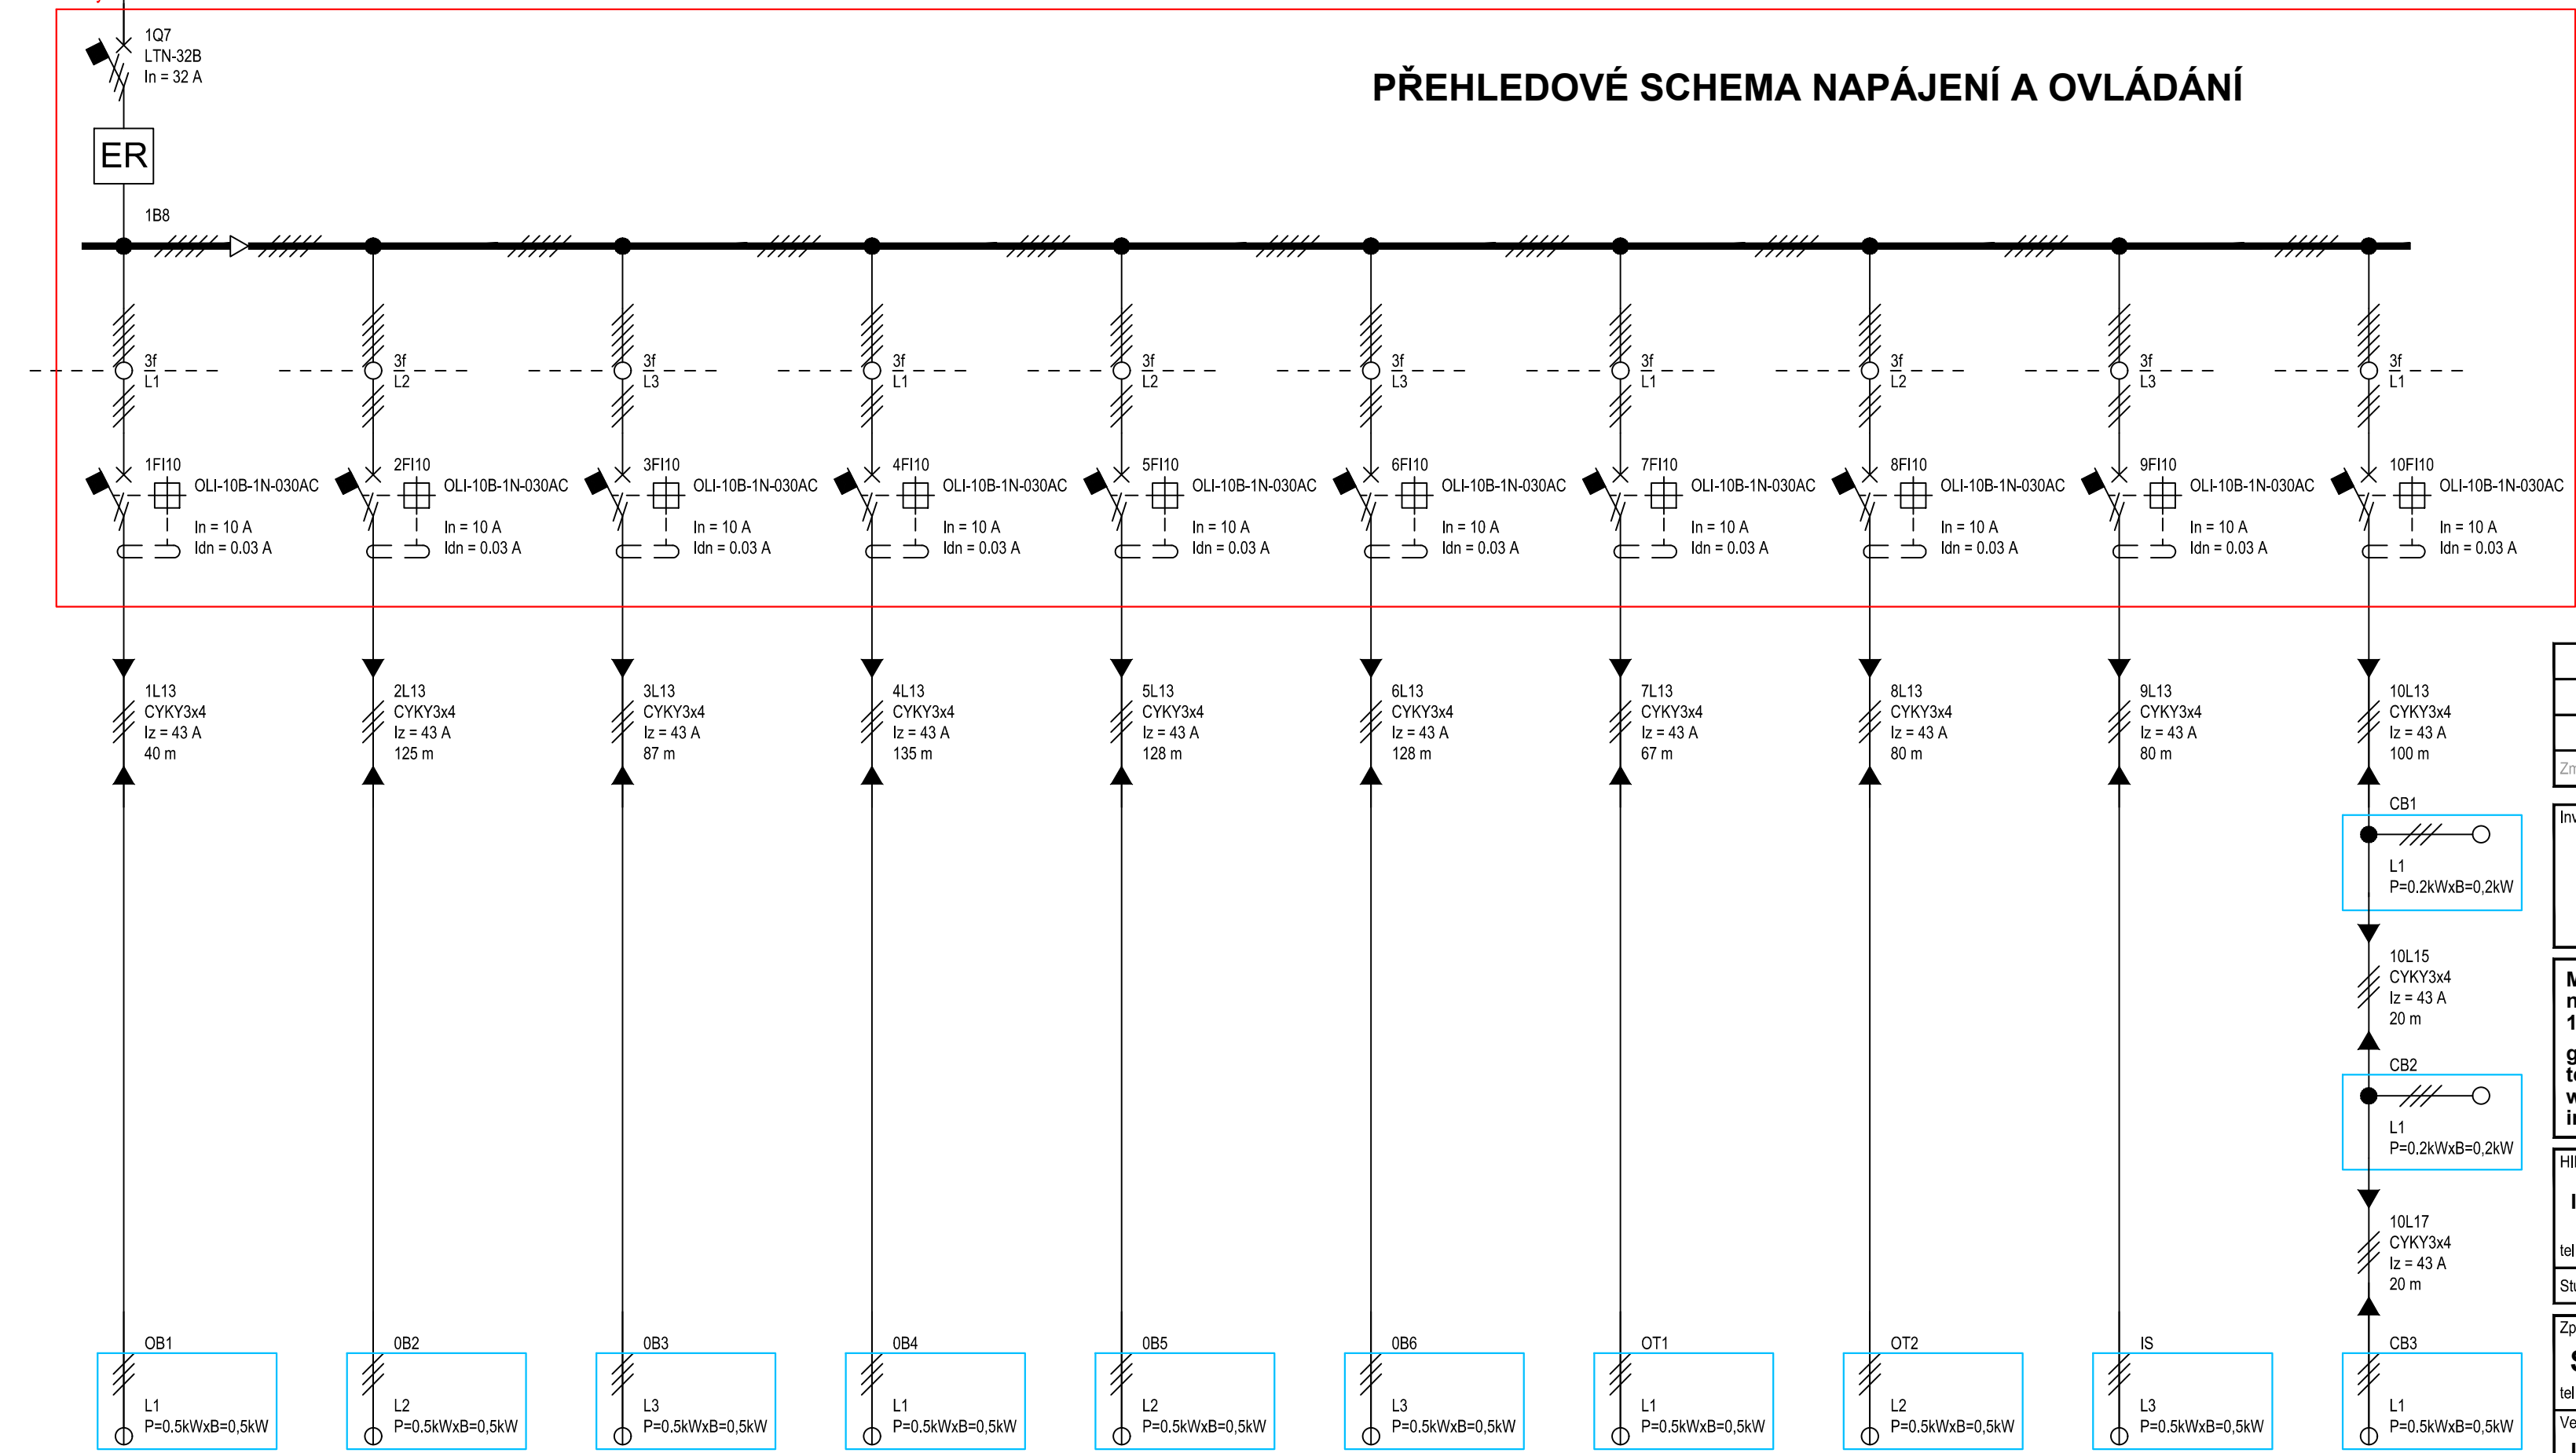 1Q7
LTN-32B
In = 32 A
PŘEHLEDOVÉ SCHEMA NAPÁJENÍ A OVLÁDÁNÍ
ER
1B8
3f 3f 3f 3f 3f 3f 3f 3f 3f 3f
L1 L2 L3 L1 L2 L3 L1 L2 L3 L1
1FI10 2FI10 3FI10 4FI10 5FI10 6FI10 7FI10 8FI10 9FI10 10FI10
OLI-10B-1N-030AC OLI-10B-1N-030AC OLI-10B-1N-030AC OLI-10B-1N-030AC OLI-10B-1N-030AC OLI-10B-1N-030AC OLI-10B-1N-030AC OLI-10B-1N-030AC OLI-10B-1N-030AC OLI-10B-1N-030AC
In = 10 A In = 10 A In = 10 A In = 10 A In = 10 A In = 10 A In = 10 A In = 10 A In = 10 A In = 10 A
Idn = 0.03 A Idn = 0.03 A Idn = 0.03 A Idn = 0.03 A Idn = 0.03 A Idn = 0.03 A Idn = 0.03 A Idn = 0.03 A Idn = 0.03 A Idn = 0.03 A
1L13 2L13 3L13 4L13 5L13 6L13 7L13 8L13 9L13 10L13
CYKY3x4 CYKY3x4 CYKY3x4 CYKY3x4 CYKY3x4 CYKY3x4 CYKY3x4 CYKY3x4 CYKY3x4 CYKY3x4
Iz = 43 A Iz = 43 A Iz = 43 A Iz = 43 A Iz = 43 A Iz = 43 A Iz = 43 A Iz = 43 A Iz = 43 A Iz = 43 A
40 m 125 m 87 m 135 m 128 m 128 m 67 m 80 m 80 m 100 m
CB1
L1
P=0.2kWxB=0,2kW
10L15
CYKY3x4
Iz = 43 A
20 m
CB2
L1
P=0.2kWxB=0,2kW
10L17
CYKY3x4
Iz = 43 A
20 m
tel
OB1 0B2 0B3 0B4 0B5 0B6 OT1 OT2 IS CB3
L1 L2 L3 L1 L2 L3 L1 L2 L3 L1
P=0.5kWxB=0,5kW P=0.5kWxB=0,5kW P=0.5kWxB=0,5kW P=0.5kWxB=0,5kW P=0.5kWxB=0,5kW P=0.5kWxB=0,5kW P=0.5kWxB=0,5kW P=0.5kWxB=0,5kW P=0.5kWxB=0,5kW P=0.5kWxB=0,5kW
tel